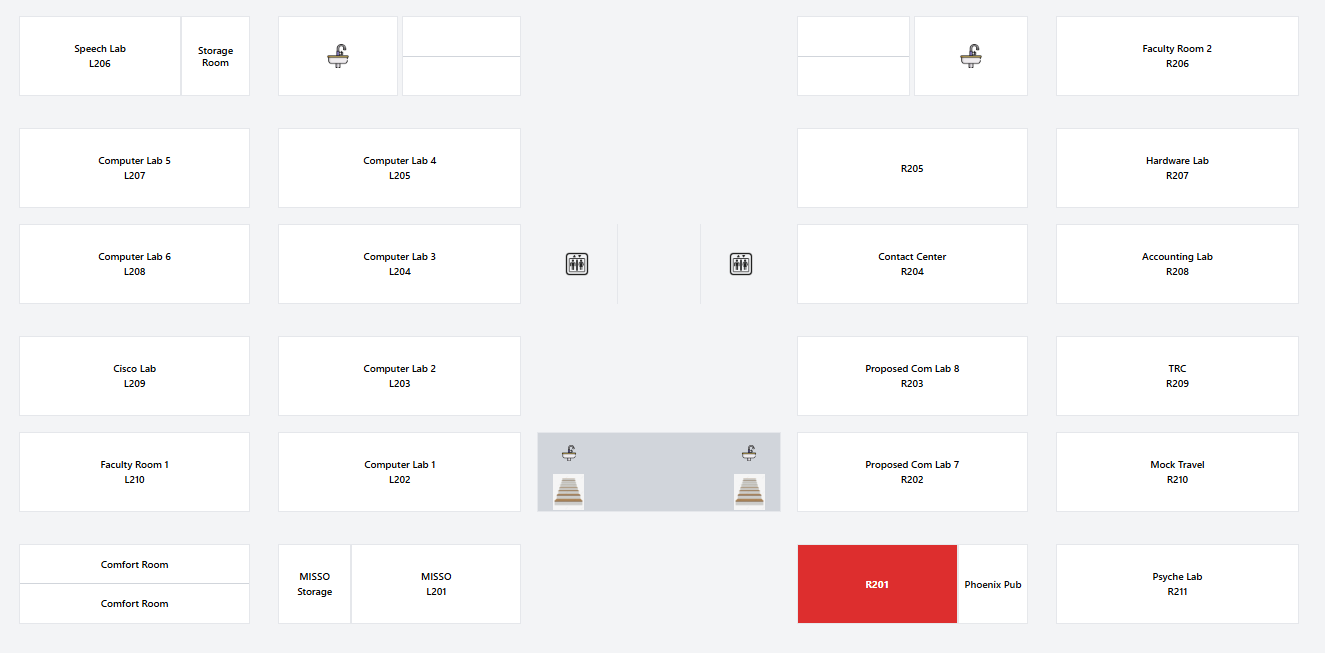 Speech Lab
L206
Storage
Room
Faculty Room 2
R206
Computer Lab 5
L207
Computer Lab 4
L205
R205
Hardware Lab
R207
Computer Lab 6
L208
Computer Lab 3
L204
Contact Center
R204
Accounting Lab
R208
Cisco Lab
L209
Computer Lab 2
L203
Proposed Com Lab 8
R203
TRC
R209
Faculty Room 1
L210
Computer Lab 1
L202
Proposed Com Lab 7
R202
Mock Travel
R210
Comfort Room
Comfort Room
MISSO
Storage
MISSO
L201
R201
Phoenix Pub
Psyche Lab
R211